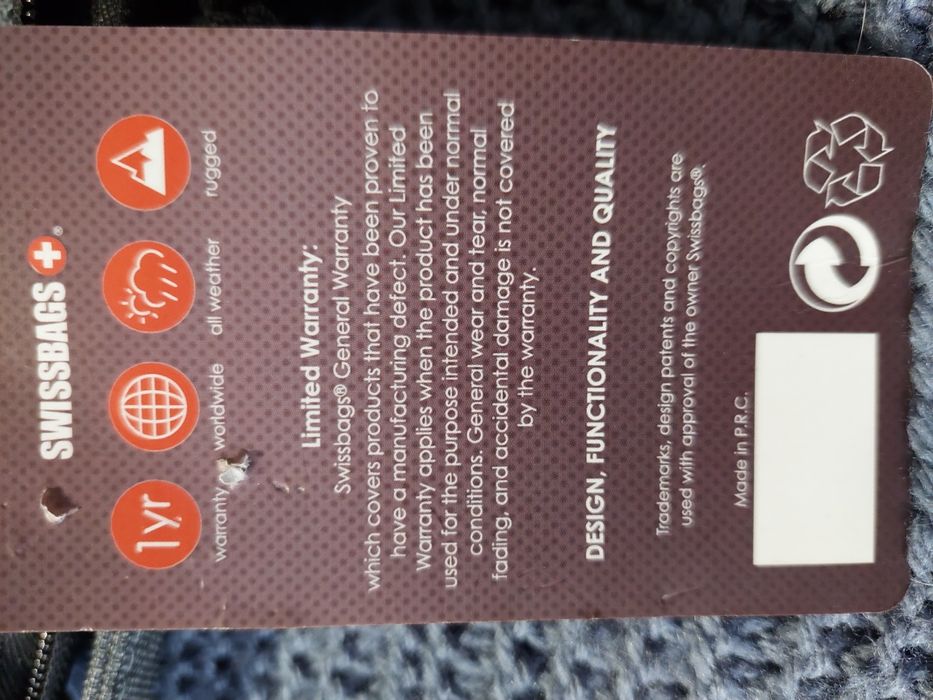 SWISSBAGS®
1yr
warranty worldwide all weather rugged
Limited Warranty:
Swissbags® General Warranty
which covers products that have been proven to
have a manufacturing defect. Our Limited
Warranty applies when the product has been
used for the purpose intended and under normal
conditions. General wear and tear, normal
fading, and accidental damage is not covered
by the warranty.
DESIGN, FUNCTIONALITY AND QUALITY
Trademarks, design patents and copyrights are
used with approval of the owner Swissbags®.
Made in P.R.C.